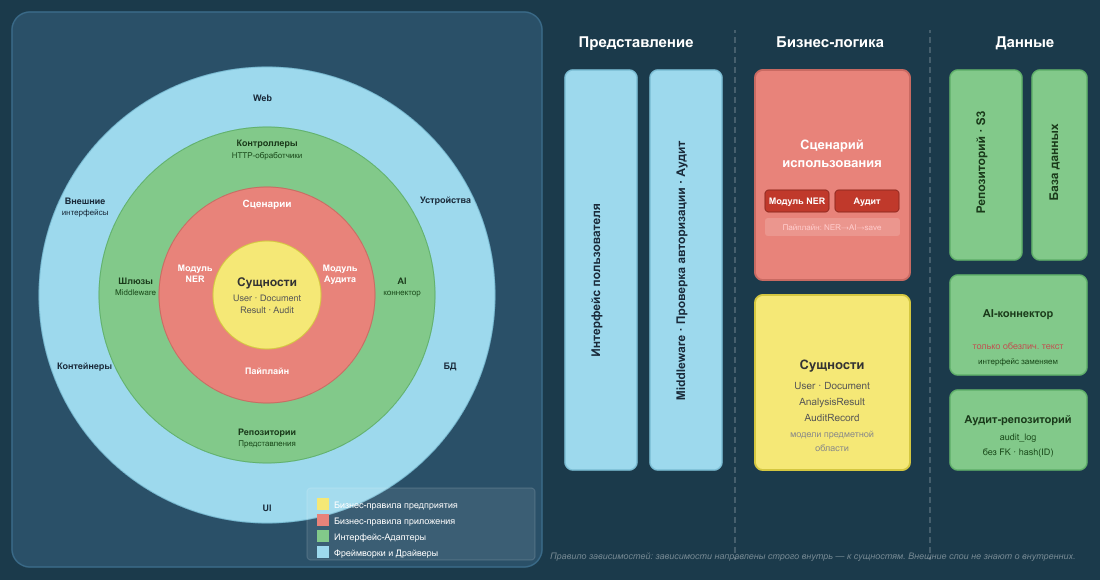 Web
Контроллеры
HTTP-обработчики
Внешние
интерфейсы
Устройства
Сценарии
Модуль
NER
Модуль
Аудита
Сущности
User · Document
Result · Audit
Шлюзы
Middleware
AI
коннектор
Пайплайн
Контейнеры
БД
Репозитории
Представления
UI
Бизнес-правила предприятия
Бизнес-правила приложения
Интерфейс-Адаптеры
Фреймворки и Драйверы
Представление
Интерфейс пользователя
Middleware · Проверка авторизации · Аудит
Бизнес-логика
Сценарий
использования
Модуль NER
Аудит
Пайплайн: NER→AI→save
Сущности
User · Document
AnalysisResult
AuditRecord
модели предметной
области
Данные
Репозиторий · S3
База данных
AI-коннектор
только обезлич. текст
интерфейс заменяем
Аудит-репозиторий
audit_log
без FK · hash(ID)
Правило зависимостей: зависимости направлены строго внутрь — к сущностям. Внешние слои не знают о внутренних.